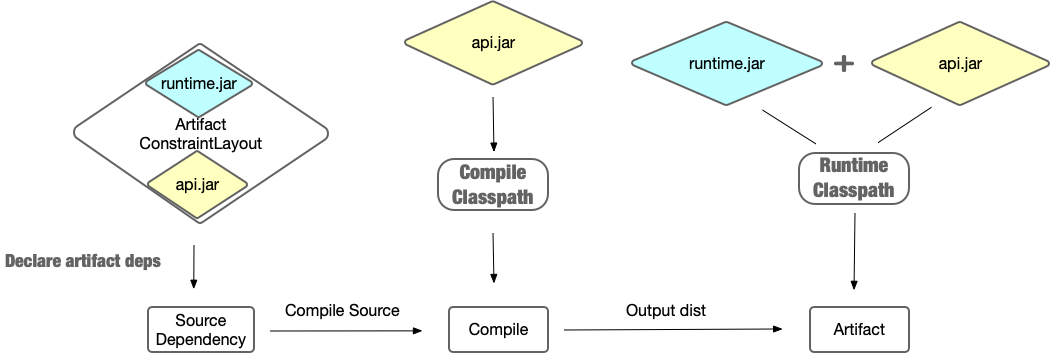 runtime.jar
Artifact
ConstraintLayout
api.jar
Declare artifact deps
Source
Dependency
Compile Source
api.jar
Compile
Classpath
Compile
Output dist
runtime.jar
+
api.jar
Runtime
Classpath
Artifact